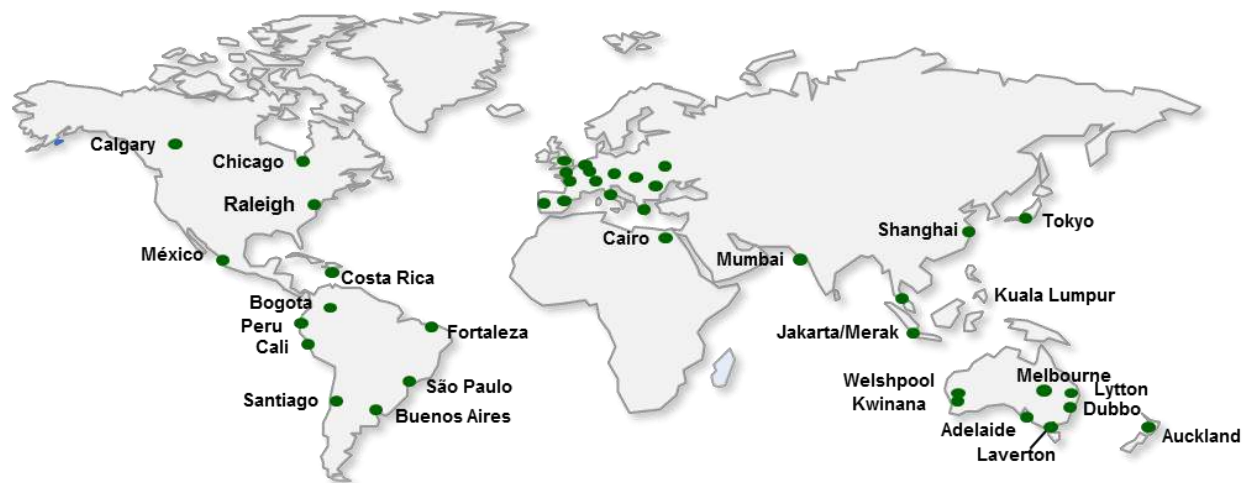 Calgary
Chicago
Raleigh
México
Costa Rica
Bogota
Peru
Cali
Fortaleza
São Paulo
Santiago
Buenos Aires
Cairo
Mumbai
Shanghai
Tokyo
Kuala Lumpur
Jakarta/Merak
Welshpool
Kwinana
Melbourne
Lytton
Dubbo
Adelaide
Laverton
Auckland